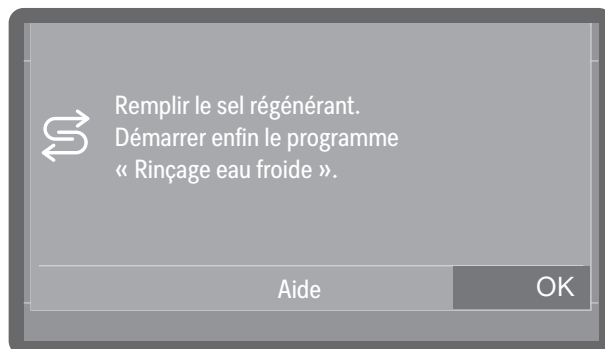 Remplir le sel régénérant.
Démarrer enfin le programme
« Rinçage eau froide ».
Aide
OK